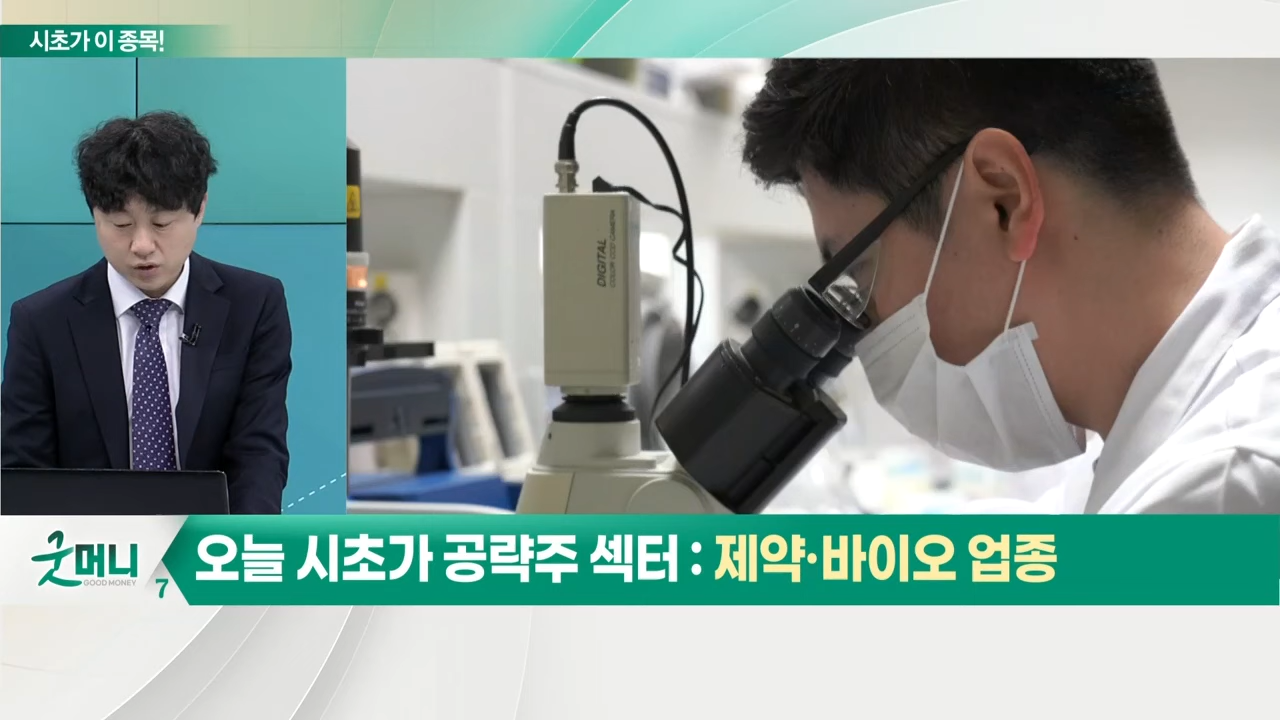 시초가 이 종목!
DIGITAL
COLOR CCD CAMERA
굿머니
GOOD MONEY
7
오늘 시초가 공략주 섹터 : 제약·바이오 업종